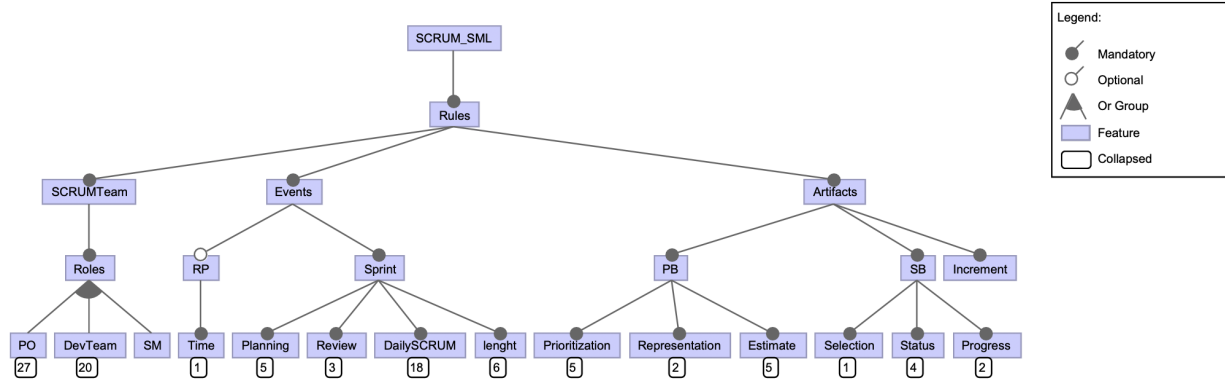 Legend:
Mandatory
Optional
Or Group
Feature
Collapsed
SCRUM_SML
Rules
SCRUMTeam Events Artifacts
Roles RP Sprint PB SB Increment
PO DevTeam SM Time Planning Review DailySCRUM lenght Prioritization Representation Estimate Selection Status Progress
27 20 1 5 3 18 6 5 2 5 1 4 2